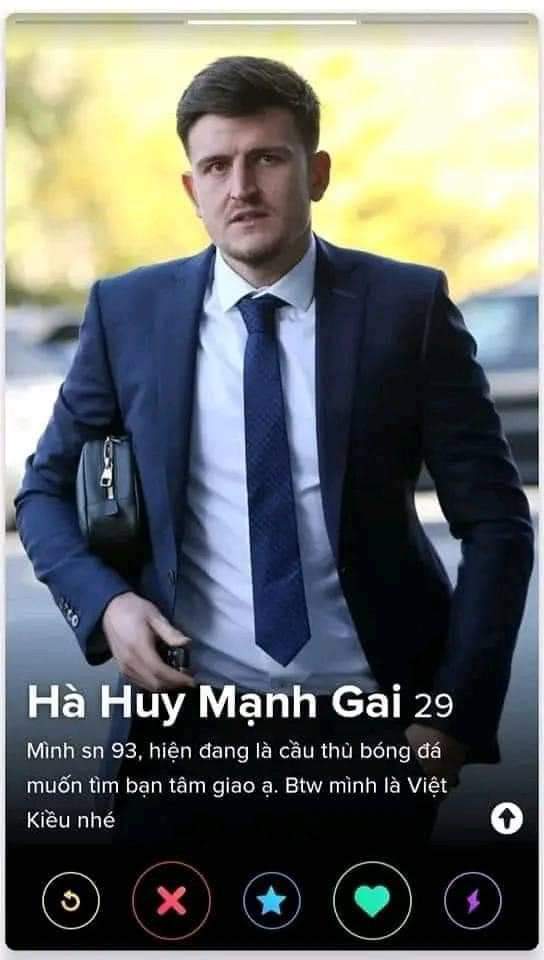 Hà Huy Mạnh Gai 29
Mình sn 93, hiện đang là cầu thủ bóng đá
muốn tìm bạn tâm giao ạ. Btw mình là Việt
Kiều nhé